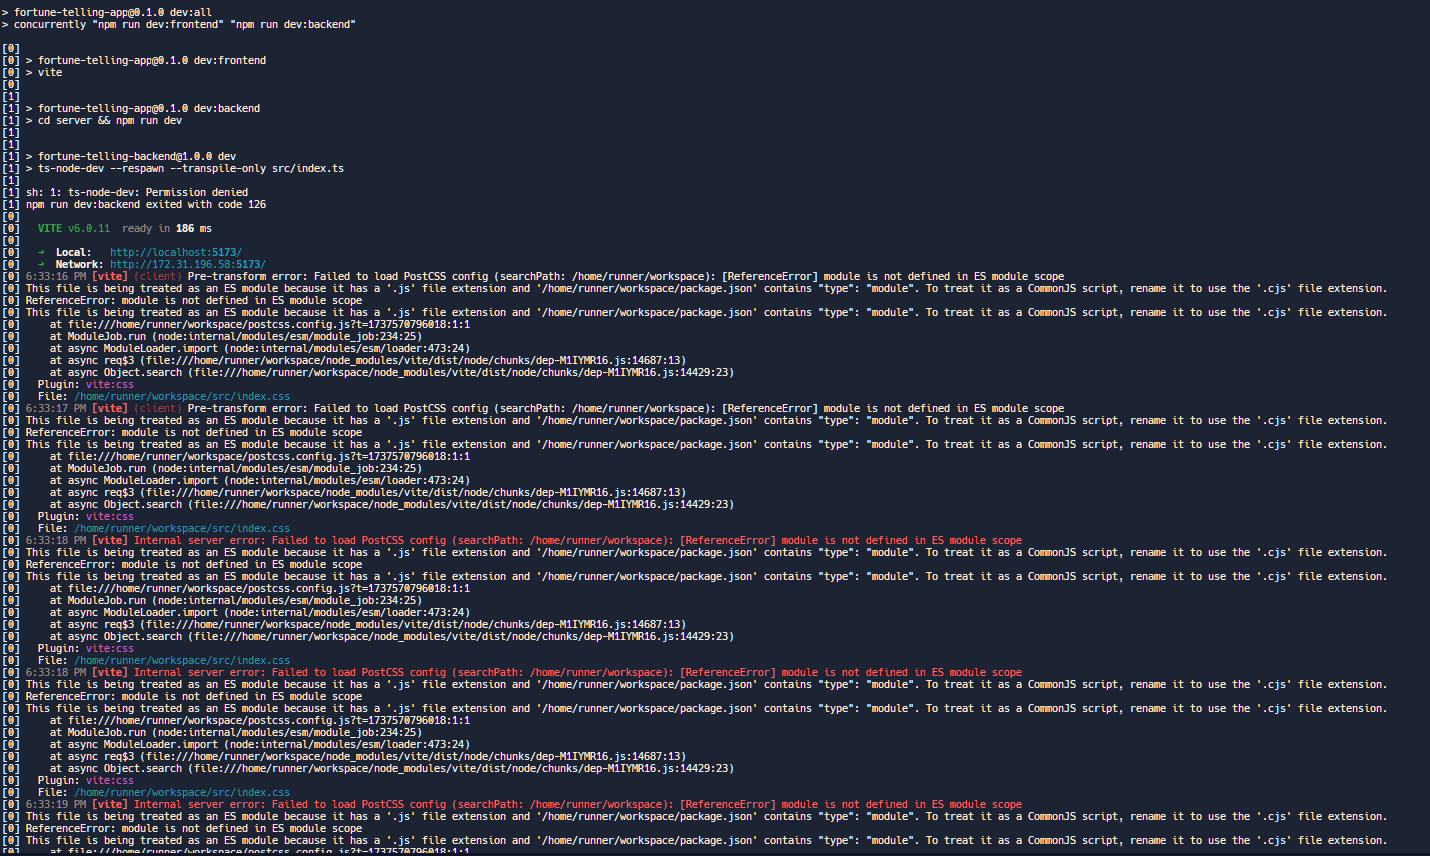 > fortune-telling-app@0.1.0 dev:all
> concurrently "npm run dev:frontend" "npm run dev:backend"
[0]
[0] > fortune-telling-app@0.1.0 dev:frontend
[0] > vite
[0]
[1]
[1] > fortune-telling-app@0.1.0 dev:backend
[1] > cd server && npm run dev
[1]
[1]
[1] > fortune-telling-backend@1.0.0 dev
[1] > ts-node-dev --respawn --transpile-only src/index.ts
[1]
[1] sh: 1: ts-node-dev: Permission denied
[1] npm run dev:backend exited with code 126
[0]
[0]   VITE v6.0.11  ready in 186 ms
[0]
[0]   ➜  Local:   http://localhost:5173/
[0]   ➜  Network: http://172.31.196.58:5173/
[0] 6:33:16 PM [vite] (client) Pre-transform error: Failed to load PostCSS config (searchPath: /home/runner/workspace): [ReferenceError] module is not defined in ES module scope
[0] This file is being treated as an ES module because it has a '.js' file extension and '/home/runner/workspace/package.json' contains "type": "module". To treat it as a CommonJS script, rename it to use the '.cjs' file extension.
[0] ReferenceError: module is not defined in ES module scope
[0] This file is being treated as an ES module because it has a '.js' file extension and '/home/runner/workspace/package.json' contains "type": "module". To treat it as a CommonJS script, rename it to use the '.cjs' file extension.
[0]     at file:///home/runner/workspace/postcss.config.js?t=1737570796018:1:1
[0]     at ModuleJob.run (node:internal/modules/esm/module_job:234:25)
[0]     at async ModuleLoader.import (node:internal/modules/esm/loader:473:24)
[0]     at async req$3 (file:///home/runner/workspace/node_modules/vite/dist/node/chunks/dep-M1IYMR16.js:14687:13)
[0]     at async Object.search (file:///home/runner/workspace/node_modules/vite/dist/node/chunks/dep-M1IYMR16.js:14429:23)
[0]   Plugin: vite:css
[0]   File: /home/runner/workspace/src/index.css
[0] 6:33:17 PM [vite] (client) Pre-transform error: Failed to load PostCSS config (searchPath: /home/runner/workspace): [ReferenceError] module is not defined in ES module scope
[0] This file is being treated as an ES module because it has a '.js' file extension and '/home/runner/workspace/package.json' contains "type": "module". To treat it as a CommonJS script, rename it to use the '.cjs' file extension.
[0] ReferenceError: module is not defined in ES module scope
[0] This file is being treated as an ES module because it has a '.js' file extension and '/home/runner/workspace/package.json' contains "type": "module". To treat it as a CommonJS script, rename it to use the '.cjs' file extension.
[0]     at file:///home/runner/workspace/postcss.config.js?t=1737570796018:1:1
[0]     at ModuleJob.run (node:internal/modules/esm/module_job:234:25)
[0]     at async ModuleLoader.import (node:internal/modules/esm/loader:473:24)
[0]     at async req$3 (file:///home/runner/workspace/node_modules/vite/dist/node/chunks/dep-M1IYMR16.js:14687:13)
[0]     at async Object.search (file:///home/runner/workspace/node_modules/vite/dist/node/chunks/dep-M1IYMR16.js:14429:23)
[0]   Plugin: vite:css
[0]   File: /home/runner/workspace/src/index.css
[0] 6:33:18 PM [vite] Internal server error: Failed to load PostCSS config (searchPath: /home/runner/workspace): [ReferenceError] module is not defined in ES module scope
[0] This file is being treated as an ES module because it has a '.js' file extension and '/home/runner/workspace/package.json' contains "type": "module". To treat it as a CommonJS script, rename it to use the '.cjs' file extension.
[0] ReferenceError: module is not defined in ES module scope
[0] This file is being treated as an ES module because it has a '.js' file extension and '/home/runner/workspace/package.json' contains "type": "module". To treat it as a CommonJS script, rename it to use the '.cjs' file extension.
[0]     at file:///home/runner/workspace/postcss.config.js?t=1737570796018:1:1
[0]     at ModuleJob.run (node:internal/modules/esm/module_job:234:25)
[0]     at async ModuleLoader.import (node:internal/modules/esm/loader:473:24)
[0]     at async req$3 (file:///home/runner/workspace/node_modules/vite/dist/node/chunks/dep-M1IYMR16.js:14687:13)
[0]     at async Object.search (file:///home/runner/workspace/node_modules/vite/dist/node/chunks/dep-M1IYMR16.js:14429:23)
[0]   Plugin: vite:css
[0]   File: /home/runner/workspace/src/index.css
[0] 6:33:18 PM [vite] Internal server error: Failed to load PostCSS config (searchPath: /home/runner/workspace): [ReferenceError] module is not defined in ES module scope
[0] This file is being treated as an ES module because it has a '.js' file extension and '/home/runner/workspace/package.json' contains "type": "module". To treat it as a CommonJS script, rename it to use the '.cjs' file extension.
[0] ReferenceError: module is not defined in ES module scope
[0] This file is being treated as an ES module because it has a '.js' file extension and '/home/runner/workspace/package.json' contains "type": "module". To treat it as a CommonJS script, rename it to use the '.cjs' file extension.
[0]     at file:///home/runner/workspace/postcss.config.js?t=1737570796018:1:1
[0]     at ModuleJob.run (node:internal/modules/esm/module_job:234:25)
[0]     at async ModuleLoader.import (node:internal/modules/esm/loader:473:24)
[0]     at async req$3 (file:///home/runner/workspace/node_modules/vite/dist/node/chunks/dep-M1IYMR16.js:14687:13)
[0]     at async Object.search (file:///home/runner/workspace/node_modules/vite/dist/node/chunks/dep-M1IYMR16.js:14429:23)
[0]   Plugin: vite:css
[0]   File: /home/runner/workspace/src/index.css
[0] 6:33:19 PM [vite] Internal server error: Failed to load PostCSS config (searchPath: /home/runner/workspace): [ReferenceError] module is not defined in ES module scope
[0] This file is being treated as an ES module because it has a '.js' file extension and '/home/runner/workspace/package.json' contains "type": "module". To treat it as a CommonJS script, rename it to use the '.cjs' file extension.
[0] ReferenceError: module is not defined in ES module scope
[0] This file is being treated as an ES module because it has a '.js' file extension and '/home/runner/workspace/package.json' contains "type": "module". To treat it as a CommonJS script, rename it to use the '.cjs' file extension.
[0]     at file:///home/runner/workspace/postcss.config.js?t=1737570796018:1:1